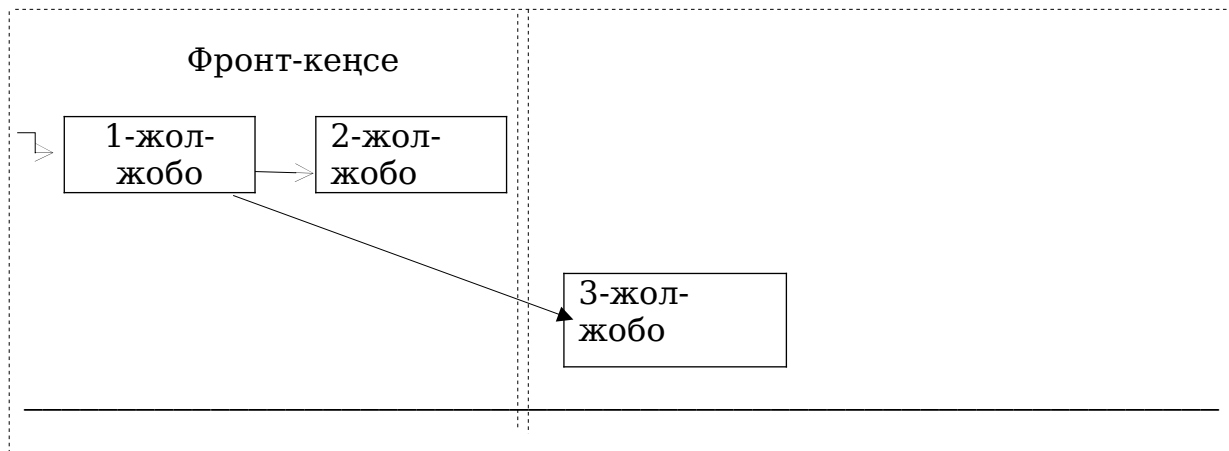 Фронт-кеңсе
1-жол-
жобо
2-жол-
жобо
3-жол-
жобо